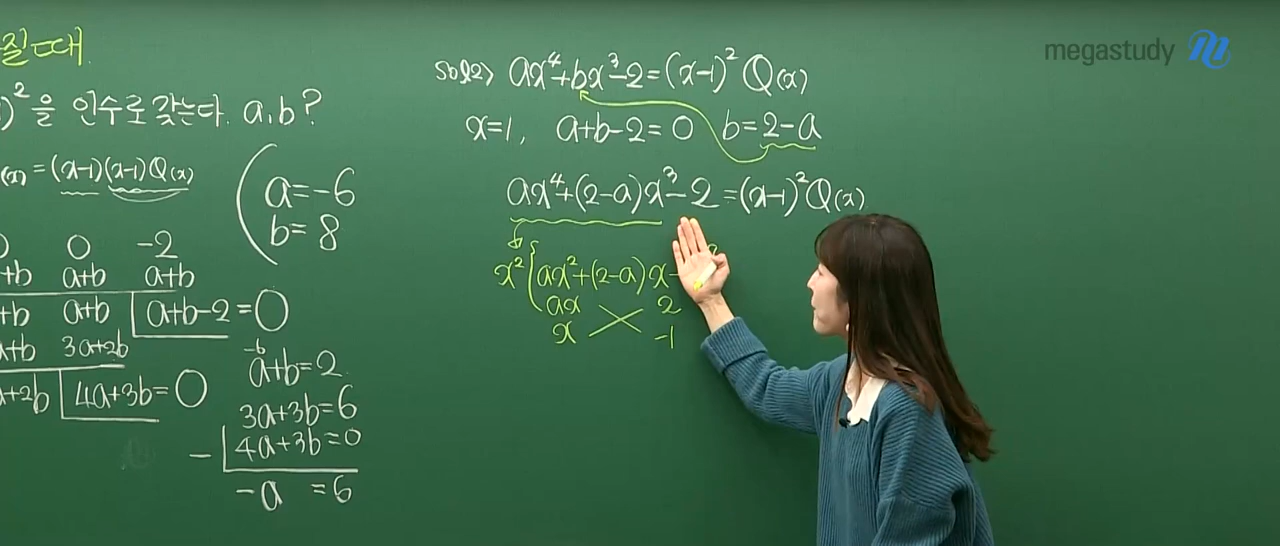 질 때
)²을 인수로 갖는다. a, b?
(x) = (x-1)(x-1)Q(x)
a=-6
b=8
0 -2
+b a+b a+b
+b a+b a+b-2=0
a+b 3a+2b
a+2b 4a+3b=0
-6
a+b=2
3a+3b=6
- 4a+3b=0
-a =6
megastudy
sol2> ax⁴+bx³-2=(x-1)²Q(x)
x=1, a+b-2=0 b=2-a
ax⁴+(2-a)x³-2=(x-1)²Q(x)
x²{ax²+(2-a)x-
ax 2
x -1